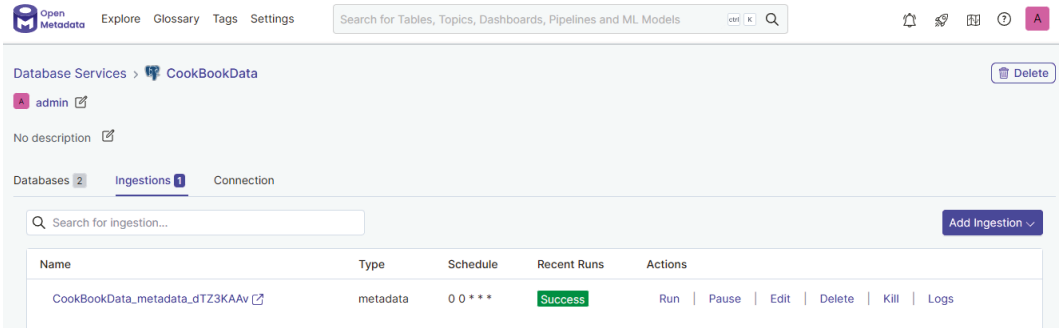 Open Metadata Explore Glossary Tags Settings Search for Tables, Topics, Dashboards, Pipelines and ML Models ctrl K A
Database Services > CookBookData Delete
A admin
No description
Databases 2 Ingestions 1 Connection
Search for ingestion... Add Ingestion
Name Type Schedule Recent Runs Actions
CookBookData_metadata_dTZ3KAAv metadata 0 0 * * * Success Run | Pause | Edit | Delete | Kill | Logs